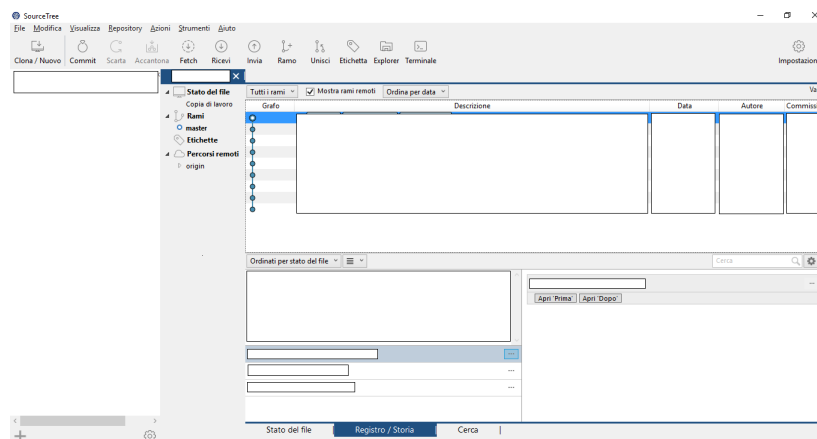 SourceTree
File Modifica Visualizza Repository Azioni Strumenti Aiuto
Clona / Nuovo Commit Scarta Accantona Fetch Ricevi Invia Ramo Unisci Etichetta Explorer Terminale Impostazion
Stato del file
Copia di lavoro
Rami
master
Etichette
Percorsi remoti
origin
Tutti i rami Mostra rami remoti Ordina per data Va
Grafo Descrizione Data Autore Commissi
Ordinati per stato del file Cerca
Apri 'Prima' Apri 'Dopo'
Stato del file Registro / Storia Cerca